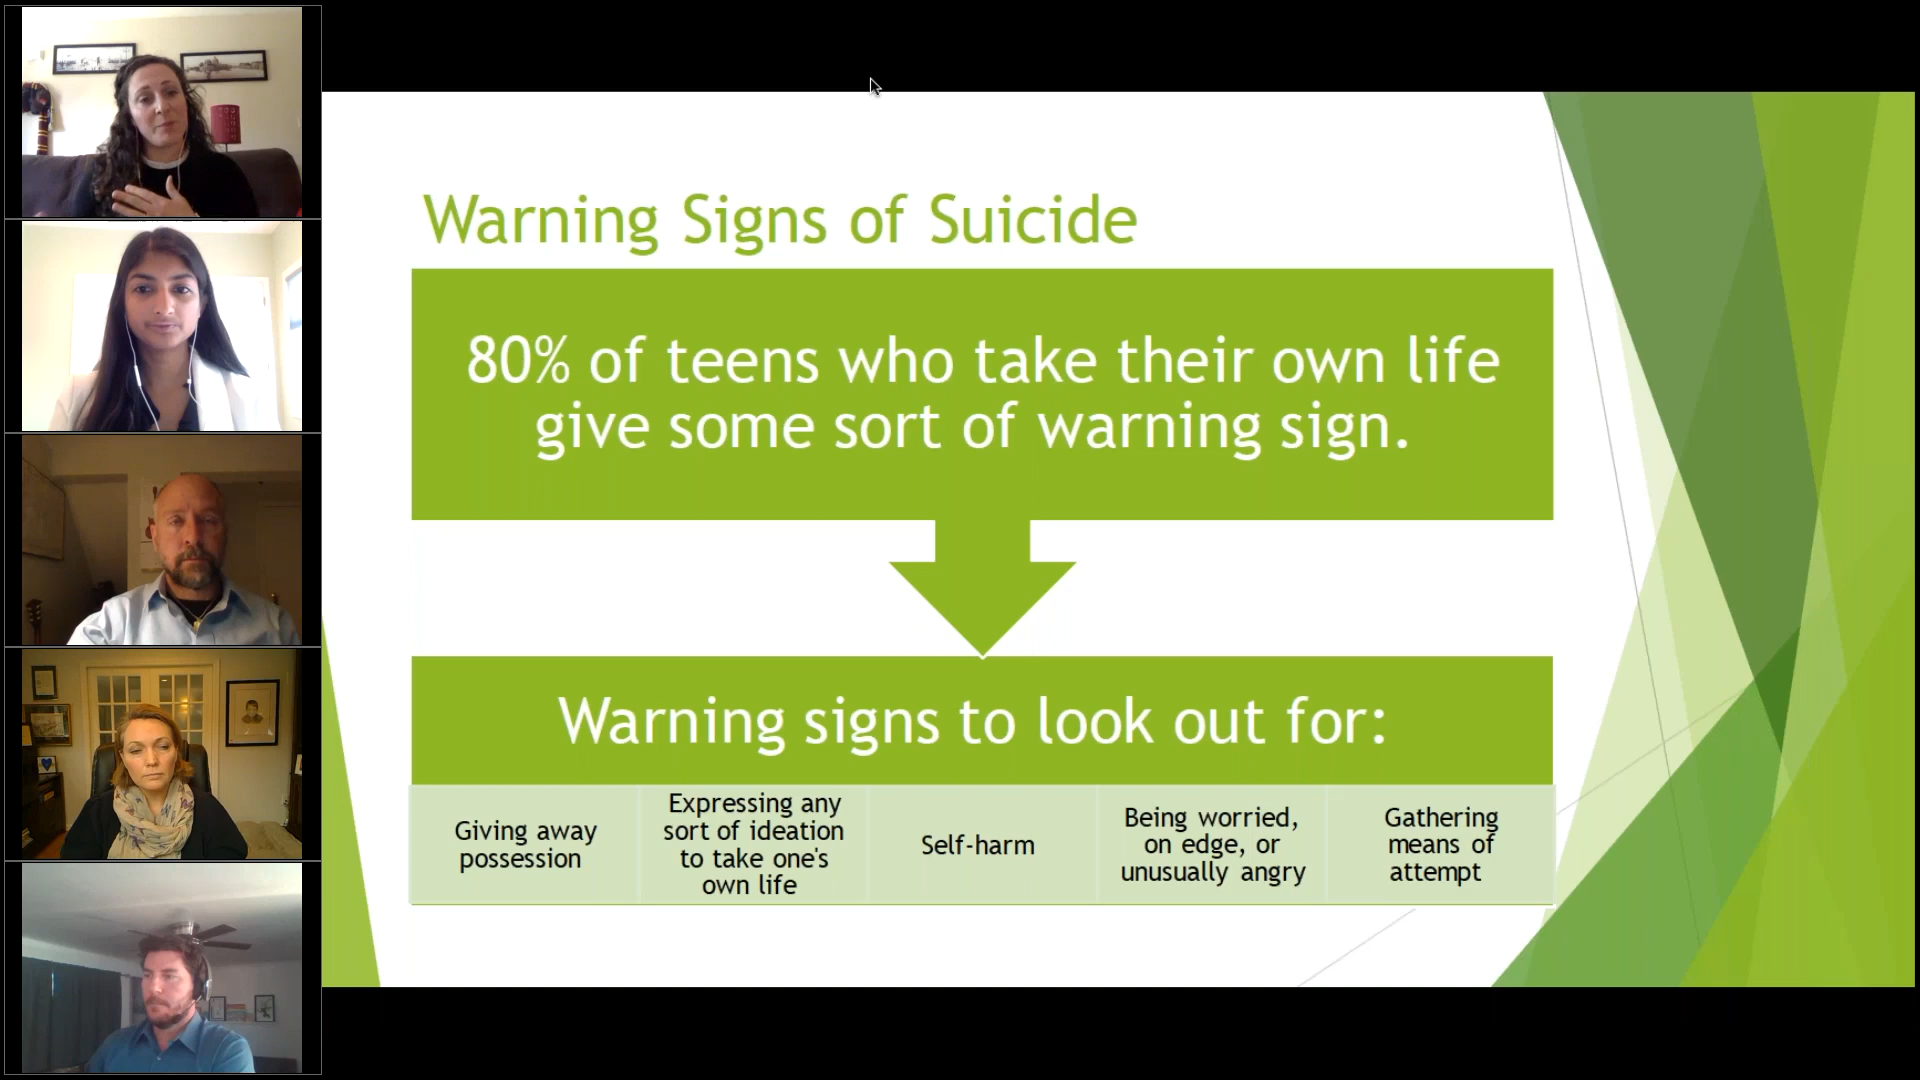 Warning Signs of Suicide
80% of teens who take their own life
give some sort of warning sign.
Warning signs to look out for:
Giving away
possession
Expressing any
sort of ideation
to take one's
own life
Self-harm
Being worried,
on edge, or
unusually angry
Gathering
means of
attempt